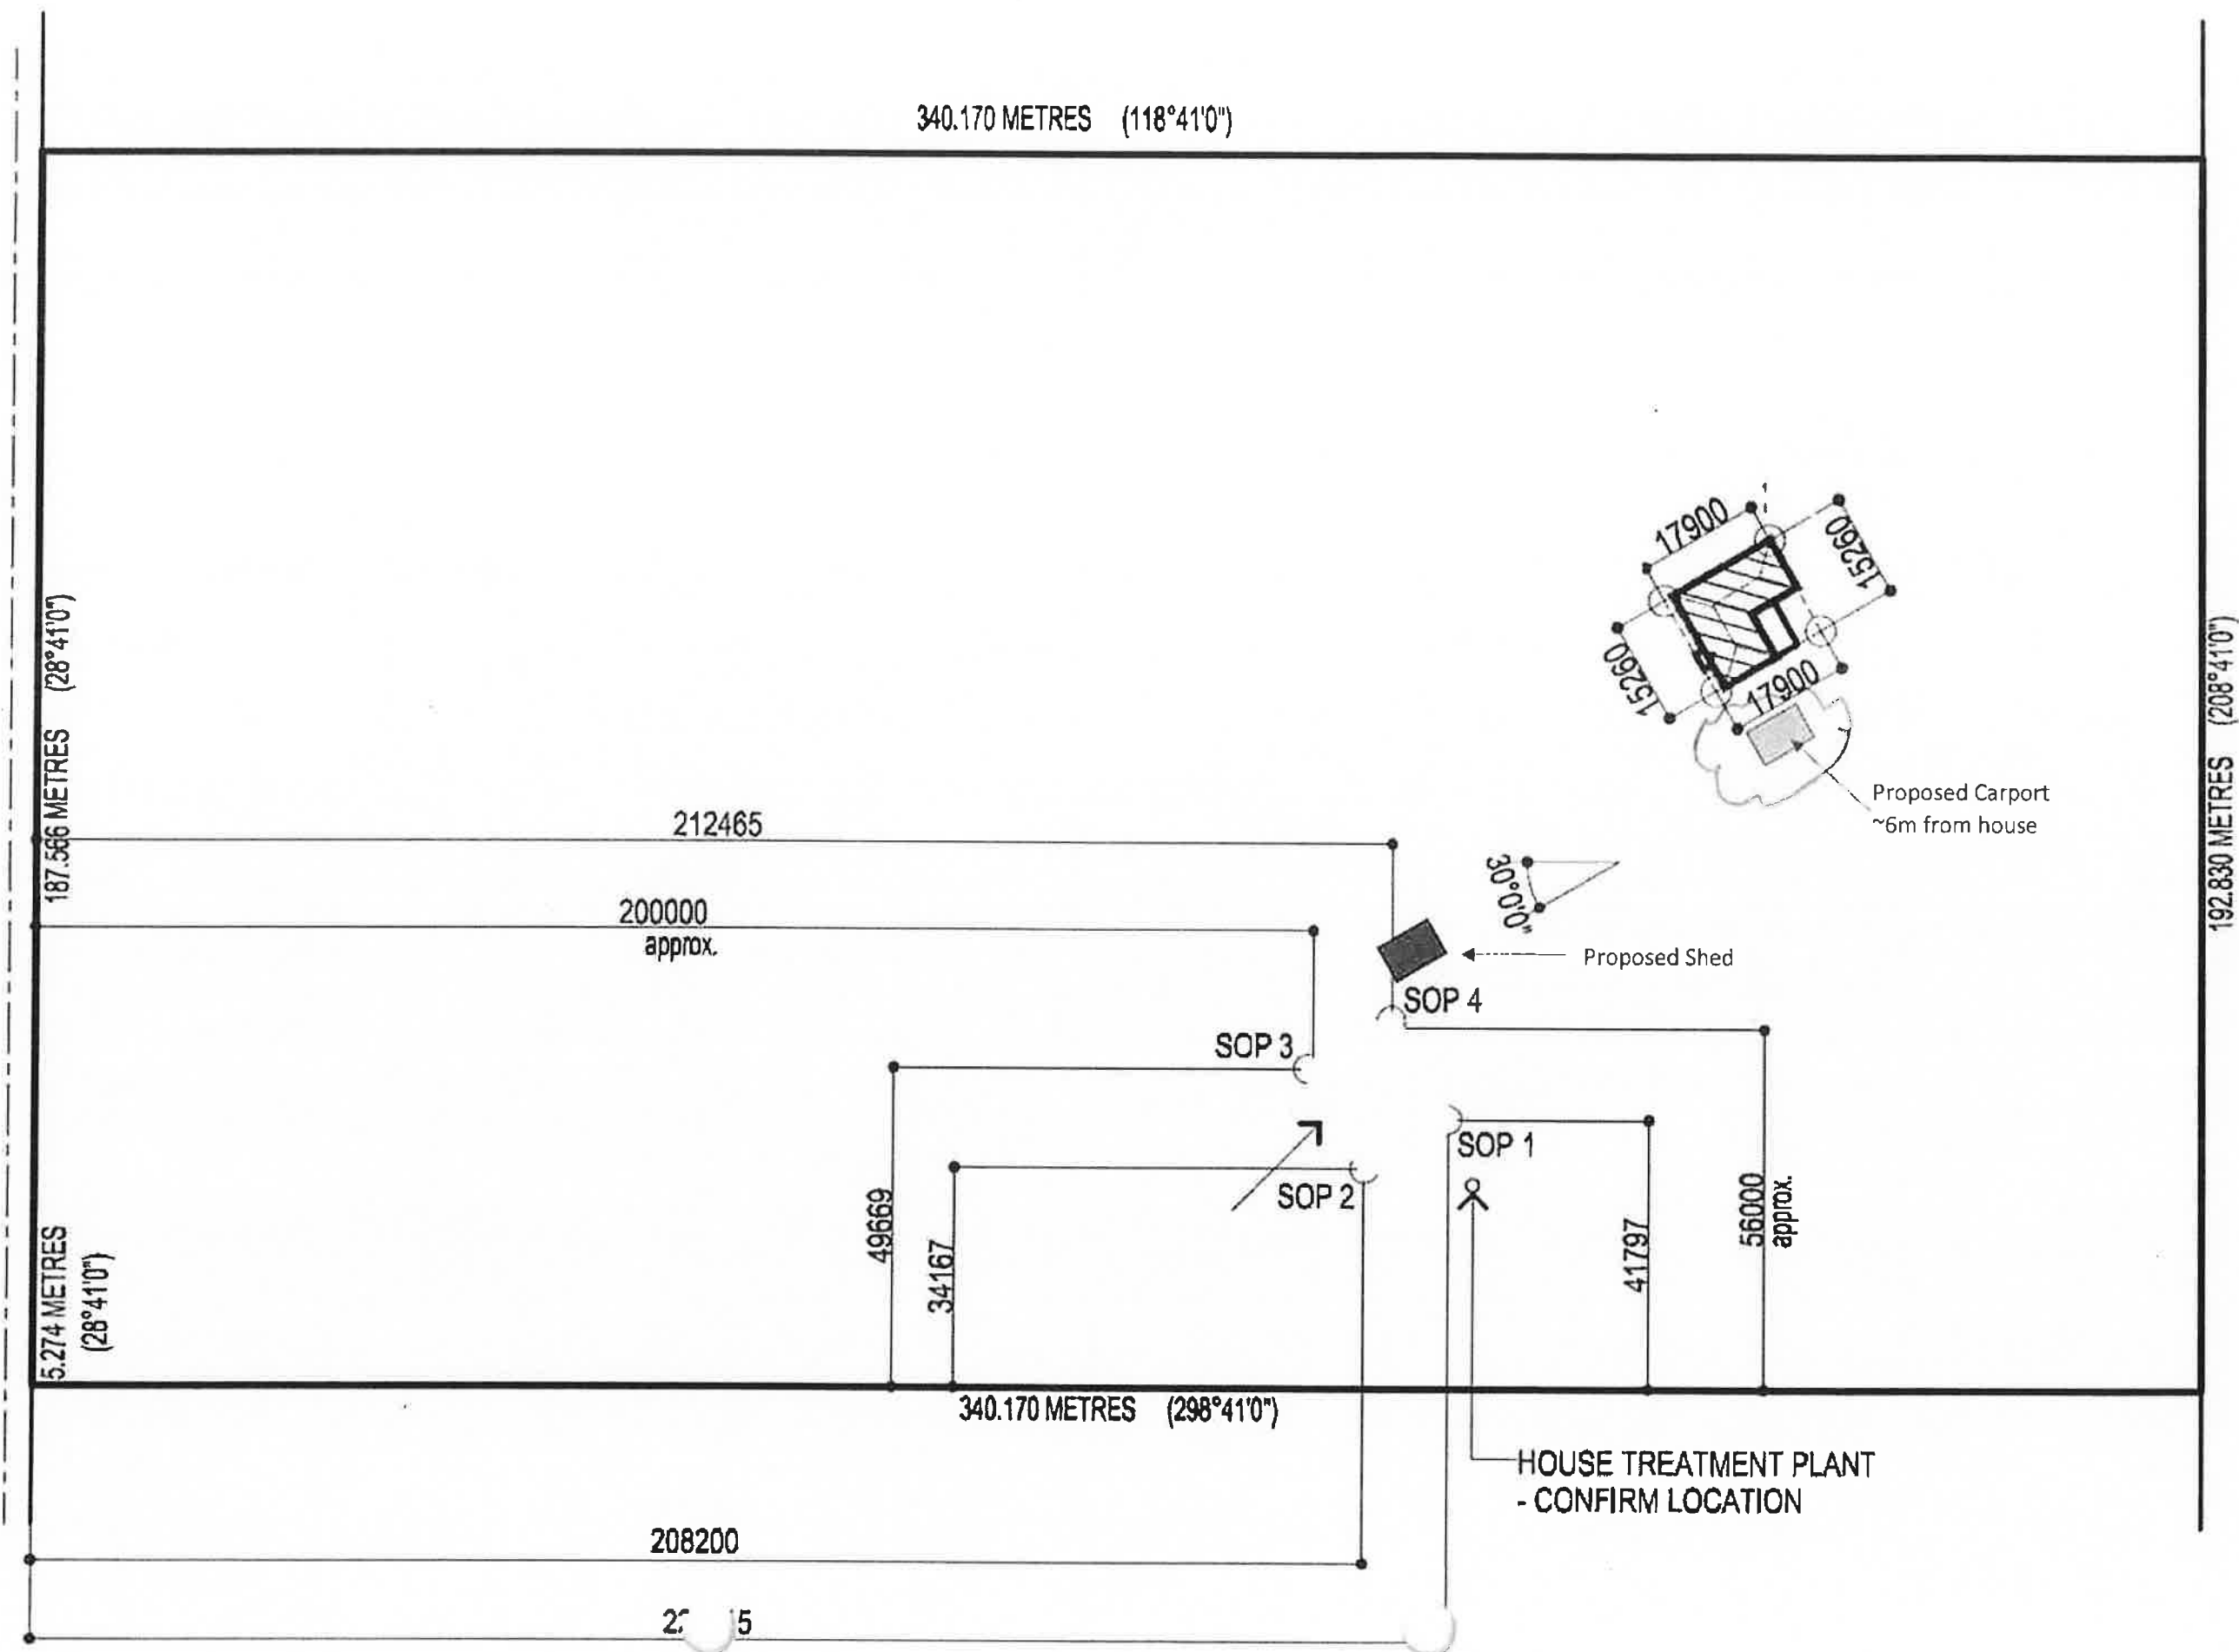 340.170 METRES (118°41'0")
187.566 METRES (28°41'0")
17900
15260
15260
17900
192.830 METRES (208°41'0")
Proposed Carport
~6m from house
212465
30°0'0"
200000
approx.
Proposed Shed
SOP 4
SOP 3
SOP 1
SOP 2
49669
34167
41797
56000
approx.
5.274 METRES
(28°41'0")
340.170 METRES (298°41'0")
HOUSE TREATMENT PLANT
- CONFIRM LOCATION
208200